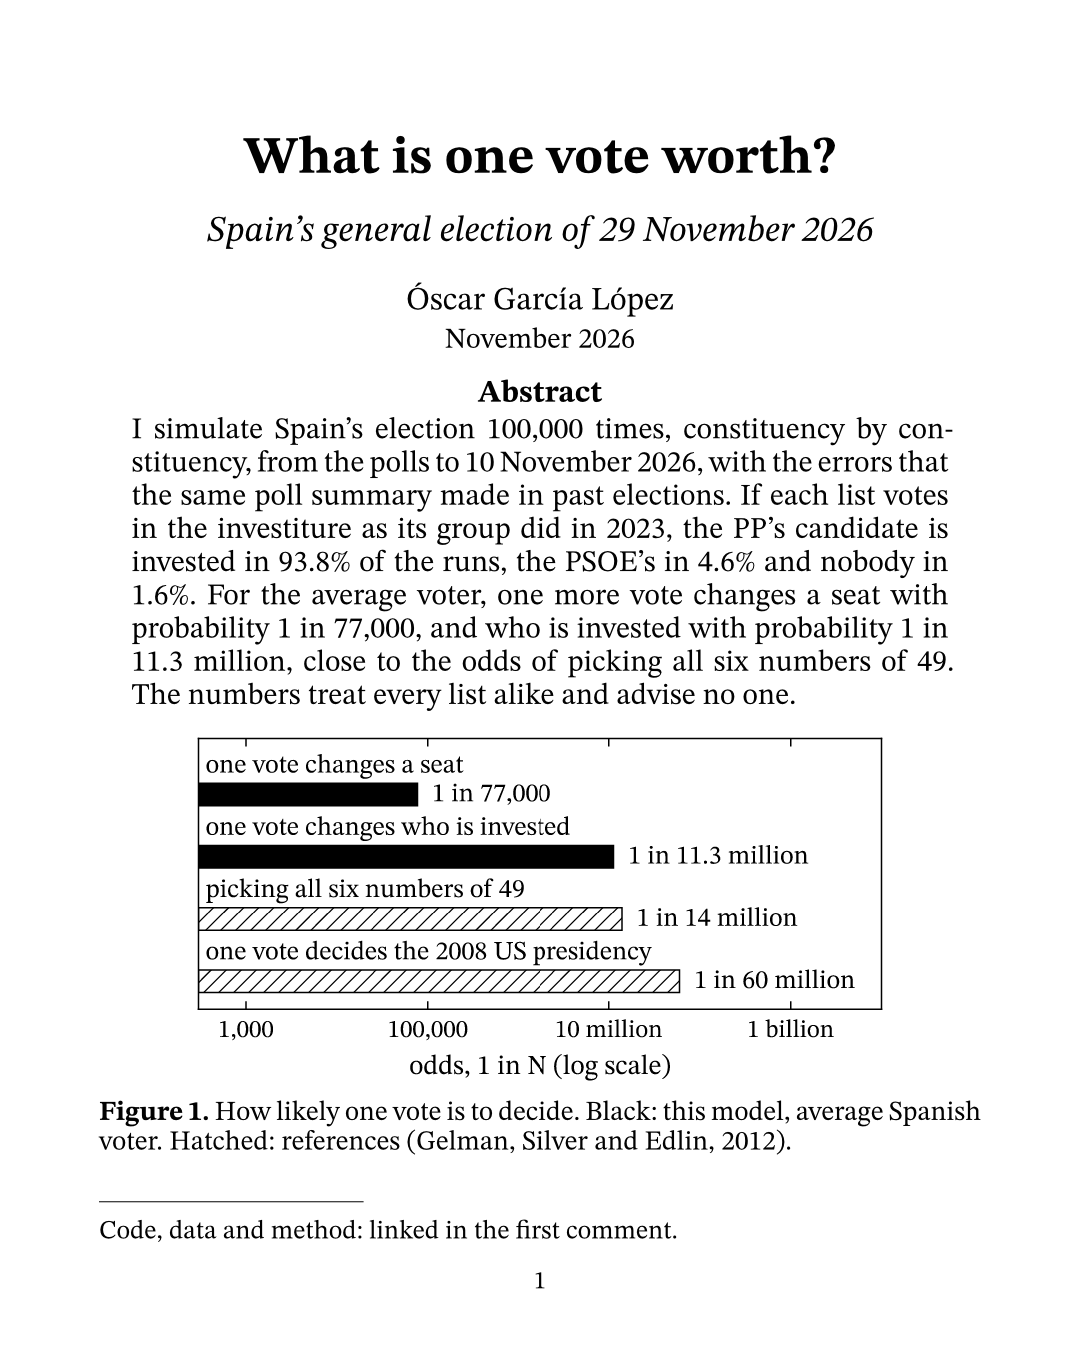 What is one vote worth?
Spain’s general election of 29 November 2026
Óscar García López
November 2026
Abstract
I simulate Spain’s election 100,000 times, constituency by con-
stituency, from the polls to 10 November 2026, with the errors that
the same poll summary made in past elections. If each list votes
in the investiture as its group did in 2023, the PP’s candidate is
invested in 93.8% of the runs, the PSOE’s in 4.6% and nobody in
1.6%. For the average voter, one more vote changes a seat with
probability 1 in 77,000, and who is invested with probability 1 in
11.3 million, close to the odds of picking all six numbers of 49.
The numbers treat every list alike and advise no one.
one vote changes a seat
1 in 77,000
one vote changes who is invested
1 in 11.3 million
picking all six numbers of 49
1 in 14 million
one vote decides the 2008 US presidency
1 in 60 million
1,000 100,000 10 million 1 billion
odds, 1 in N (log scale)
Figure 1. How likely one vote is to decide. Black: this model, average Spanish
voter. Hatched: references (Gelman, Silver and Edlin, 2012).
Code, data and method: linked in the first comment.
1